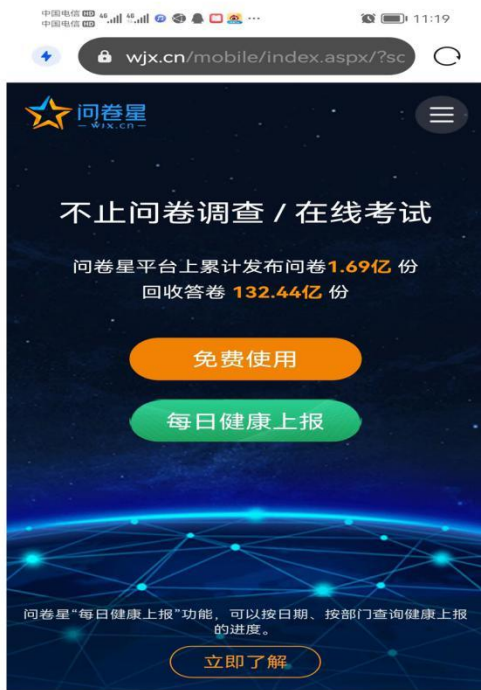 中国电信 HD 46 46 ··· 11:19
中国电信 HD
wjx.cn/mobile/index.aspx/?sc
问卷星
– wjx.cn –
不止问卷调查 / 在线考试
问卷星平台上累计发布问卷1.69亿 份
回收答卷 132.44亿 份
免费使用
每日健康上报
问卷星“每日健康上报”功能，可以按日期、按部门查询健康上报
的进度。
立即了解